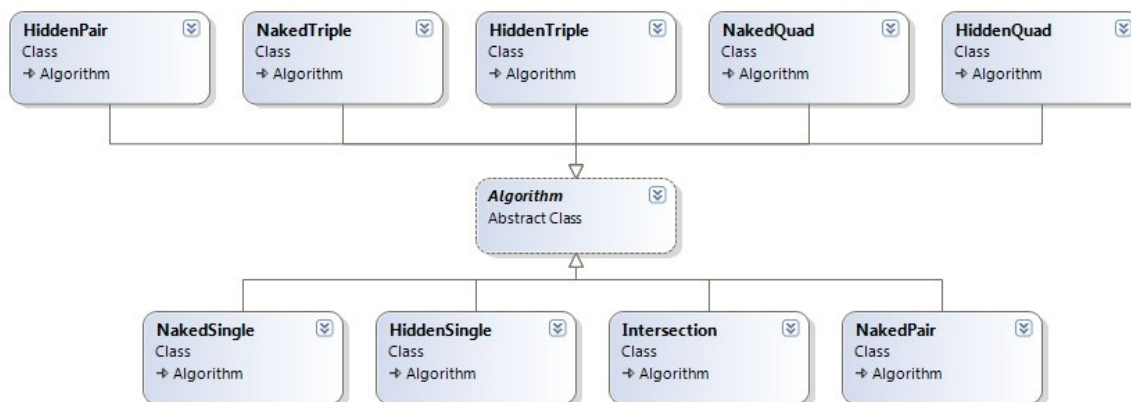 HiddenPair
Class
Algorithm
NakedTriple
Class
Algorithm
HiddenTriple
Class
Algorithm
NakedQuad
Class
Algorithm
HiddenQuad
Class
Algorithm
Algorithm
Abstract Class
NakedSingle
Class
Algorithm
HiddenSingle
Class
Algorithm
Intersection
Class
Algorithm
NakedPair
Class
Algorithm